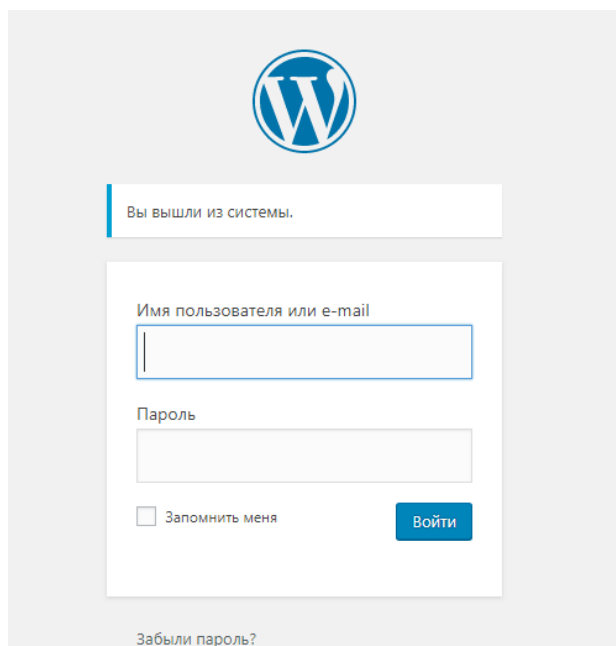 Вы вышли из системы.
Имя пользователя или e-mail
Пароль
Запомнить меня
Войти
Забыли пароль?